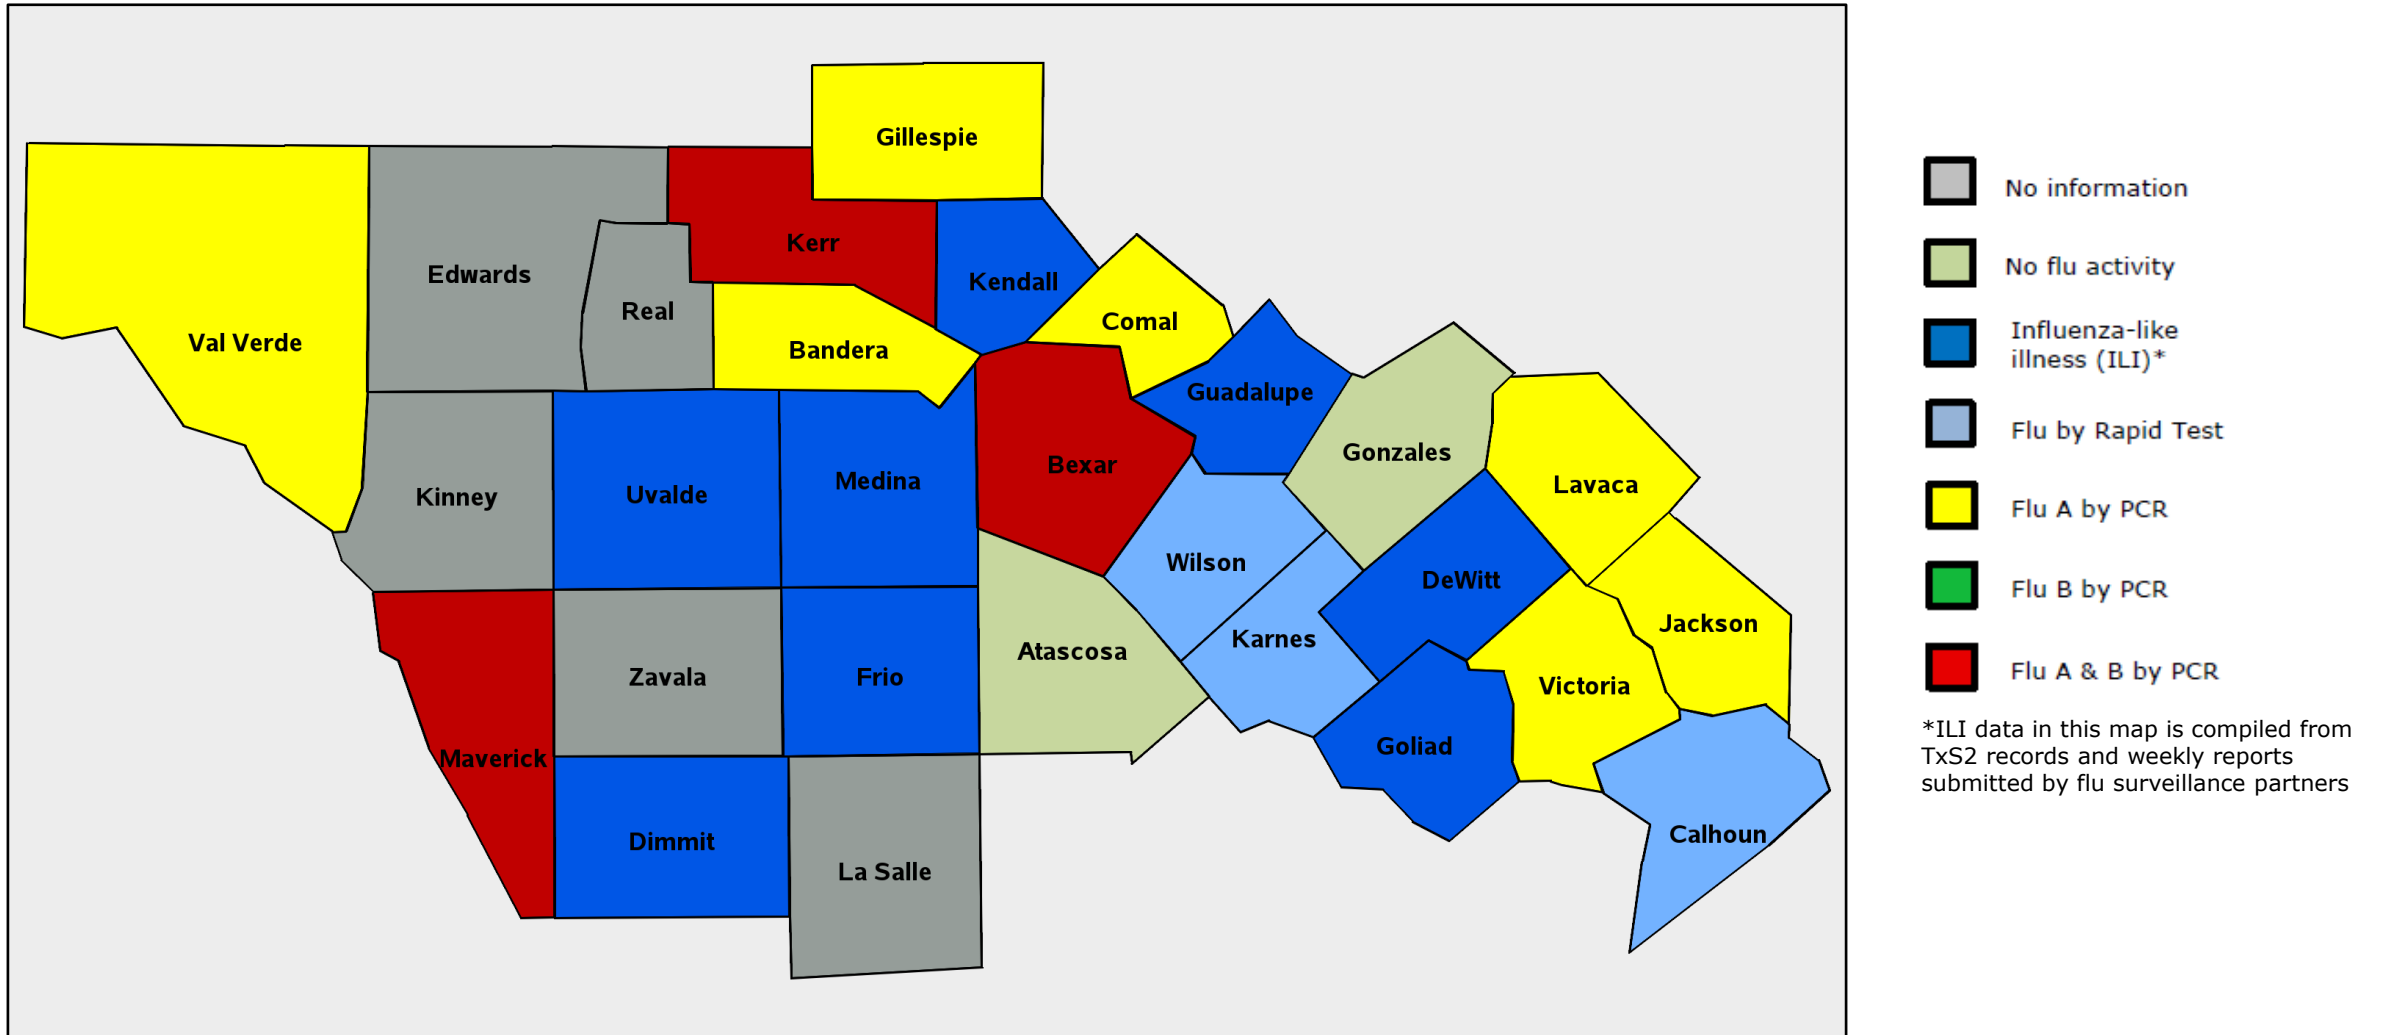 Gillespie
Kerr
Edwards
Kendall
Real
Comal
Val Verde
Bandera
Guadalupe
Gonzales
Bexar
Medina
Lavaca
Uvalde
Kinney
Wilson
DeWitt
Jackson
Karnes
Atascosa
Zavala
Frio
Victoria
Goliad
Maverick
Calhoun
Dimmit
La Salle
No information
No flu activity
Influenza-like
illness (ILI)*
Flu by Rapid Test
Flu A by PCR
Flu B by PCR
Flu A & B by PCR
*ILI data in this map is compiled from
TxS2 records and weekly reports
submitted by flu surveillance partners